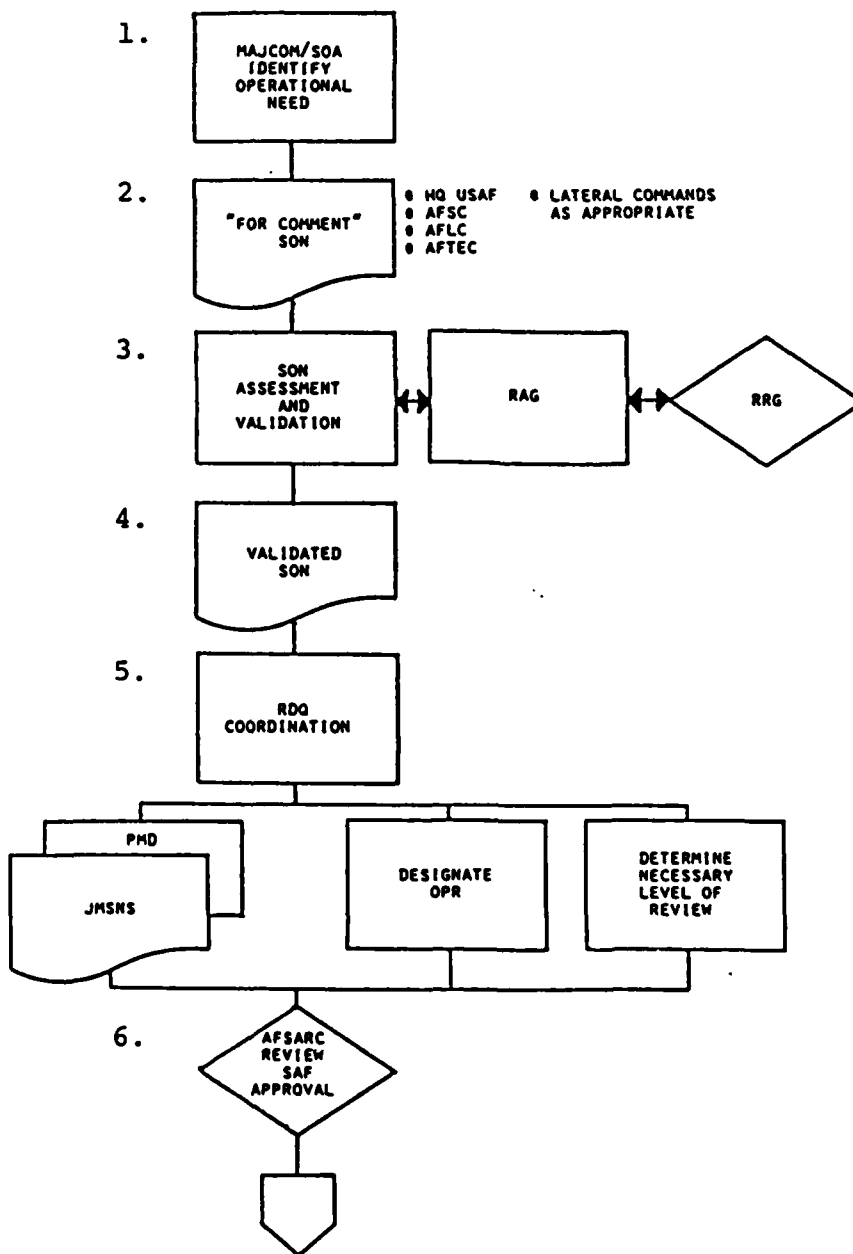 1.
MAJCOM/SOA
IDENTIFY
OPERATIONAL
NEED
2.
"FOR COMMENT"
SON
● HQ USAF
● AFSC
● AFLC
● AFTEC
● LATERAL COMMANDS
AS APPROPRIATE
3.
SON
ASSESSMENT
AND
VALIDATION
RAG
RRG
4.
VALIDATED
SON
5.
RDQ
COORDINATION
PMD
JMSNS
DESIGNATE
OPR
DETERMINE
NECESSARY
LEVEL OF
REVIEW
6.
AFSARC
REVIEW
SAF
APPROVAL